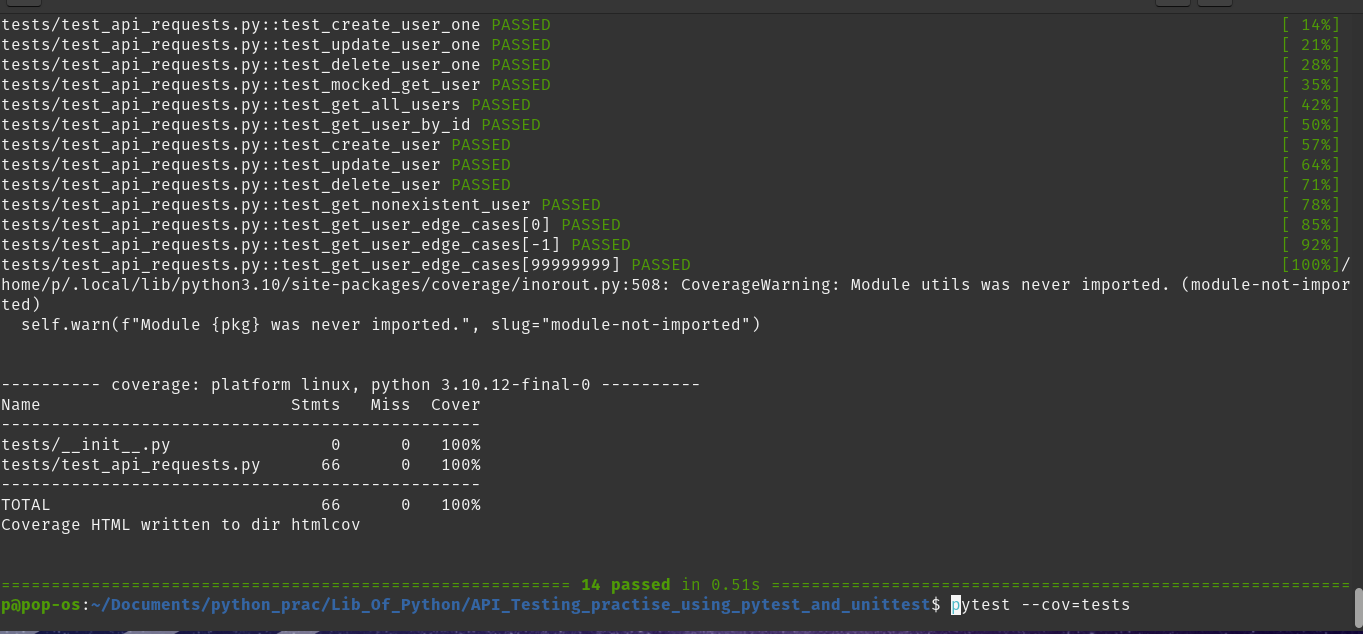 tests/test_api_requests.py::test_create_user_one PASSED [ 14%]
tests/test_api_requests.py::test_update_user_one PASSED [ 21%]
tests/test_api_requests.py::test_delete_user_one PASSED [ 28%]
tests/test_api_requests.py::test_mocked_get_user PASSED [ 35%]
tests/test_api_requests.py::test_get_all_users PASSED [ 42%]
tests/test_api_requests.py::test_get_user_by_id PASSED [ 50%]
tests/test_api_requests.py::test_create_user PASSED [ 57%]
tests/test_api_requests.py::test_update_user PASSED [ 64%]
tests/test_api_requests.py::test_delete_user PASSED [ 71%]
tests/test_api_requests.py::test_get_nonexistent_user PASSED [ 78%]
tests/test_api_requests.py::test_get_user_edge_cases[0] PASSED [ 85%]
tests/test_api_requests.py::test_get_user_edge_cases[-1] PASSED [ 92%]
tests/test_api_requests.py::test_get_user_edge_cases[99999999] PASSED [100%]/
home/p/.local/lib/python3.10/site-packages/coverage/inorout.py:508: CoverageWarning: Module utils was never imported. (module-not-impor
ted)
  self.warn(f"Module {pkg} was never imported.", slug="module-not-imported")
---------- coverage: platform linux, python 3.10.12-final-0 ----------
Name                         Stmts   Miss  Cover
------------------------------------------------
tests/__init__.py                0      0   100%
tests/test_api_requests.py      66      0   100%
------------------------------------------------
TOTAL                           66      0   100%
Coverage HTML written to dir htmlcov
========================================================= 14 passed in 0.51s ==========================================================
p@pop-os:~/Documents/python_prac/Lib_Of_Python/API_Testing_practise_using_pytest_and_unittest$ pytest --cov=tests